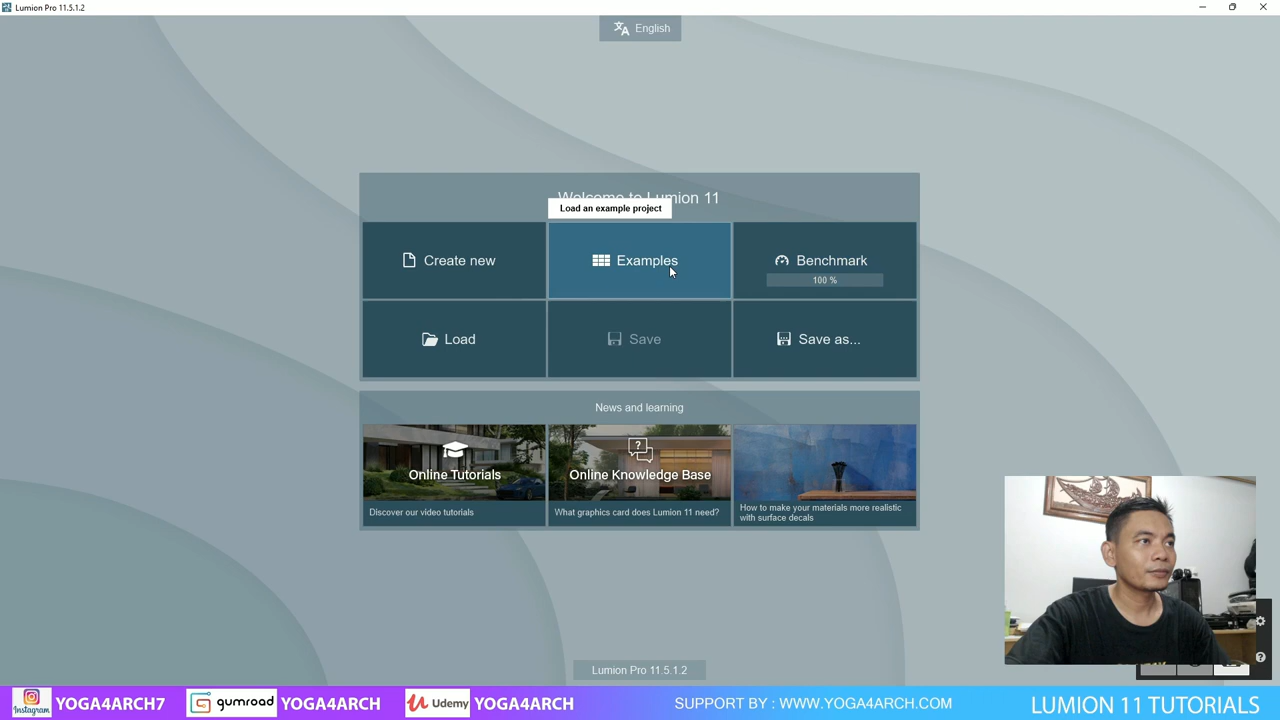 Lumion Pro 11.5.1.2
English
Welcome to Lumion 11
Load an example project
Create new
Examples
Benchmark
100 %
Load
Save
Save as...
News and learning
Online Tutorials
Online Knowledge Base
Discover our video tutorials
What graphics card does Lumion 11 need?
How to make your materials more realistic
with surface decals
Lumion Pro 11.5.1.2
Instagram
YOGA4ARCH7
gumroad
YOGA4ARCH
Udemy
YOGA4ARCH
SUPPORT BY : WWW.YOGA4ARCH.COM
LUMION 11 TUTORIALS